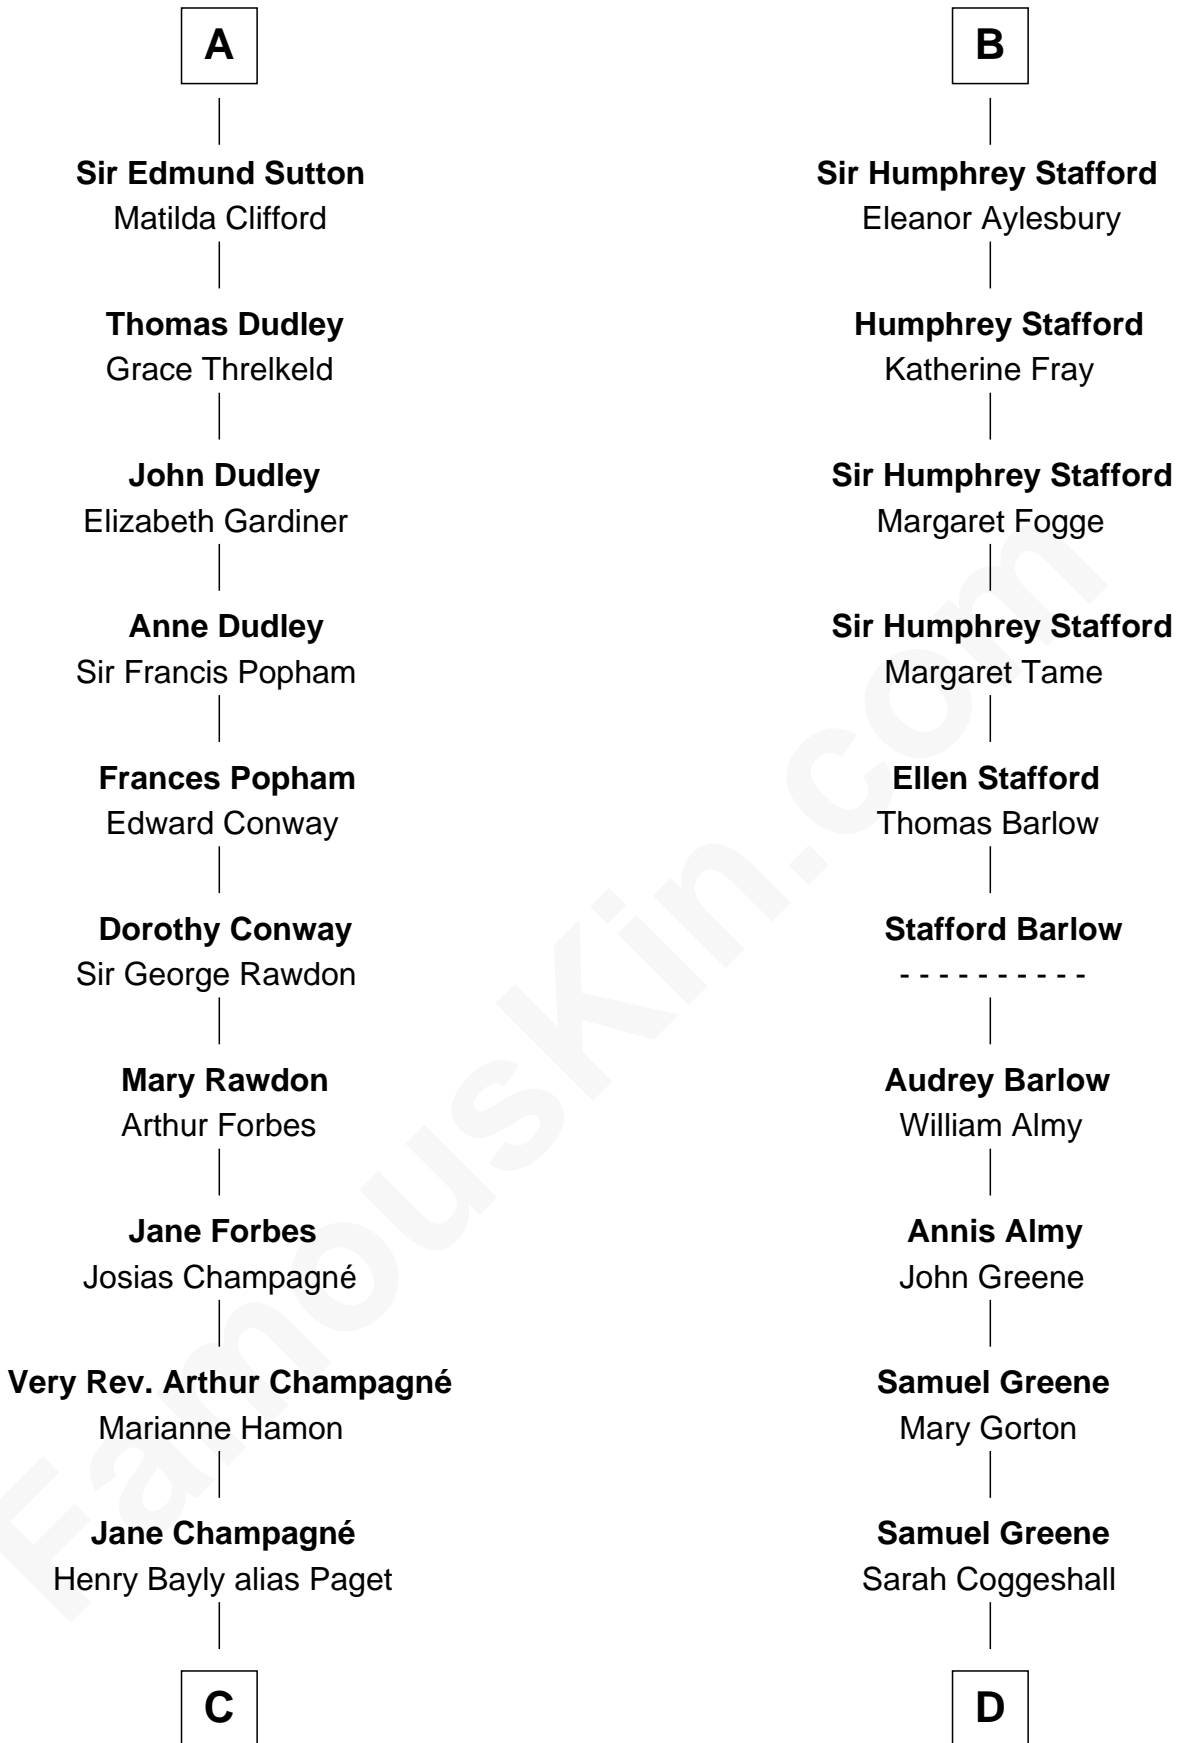 A
Sir Edmund Sutton
Matilda Clifford
Thomas Dudley
Grace Threlkeld
John Dudley
Elizabeth Gardiner
Anne Dudley
Sir Francis Popham
Frances Popham
Edward Conway
Dorothy Conway
Sir George Rawdon
Mary Rawdon
Arthur Forbes
Jane Forbes
Josias Champagné
Very Rev. Arthur Champagné
Marianne Hamon
Jane Champagné
Henry Bayly alias Paget
C
B
Sir Humphrey Stafford
Eleanor Aylesbury
Humphrey Stafford
Katherine Fray
Sir Humphrey Stafford
Margaret Fogge
Sir Humphrey Stafford
Margaret Tame
Ellen Stafford
Thomas Barlow
Stafford Barlow
- - - - - - - - - -
Audrey Barlow
William Almy
Annis Almy
John Greene
Samuel Greene
Mary Gorton
Samuel Greene
Sarah Coggeshall
D
FamousKin.com